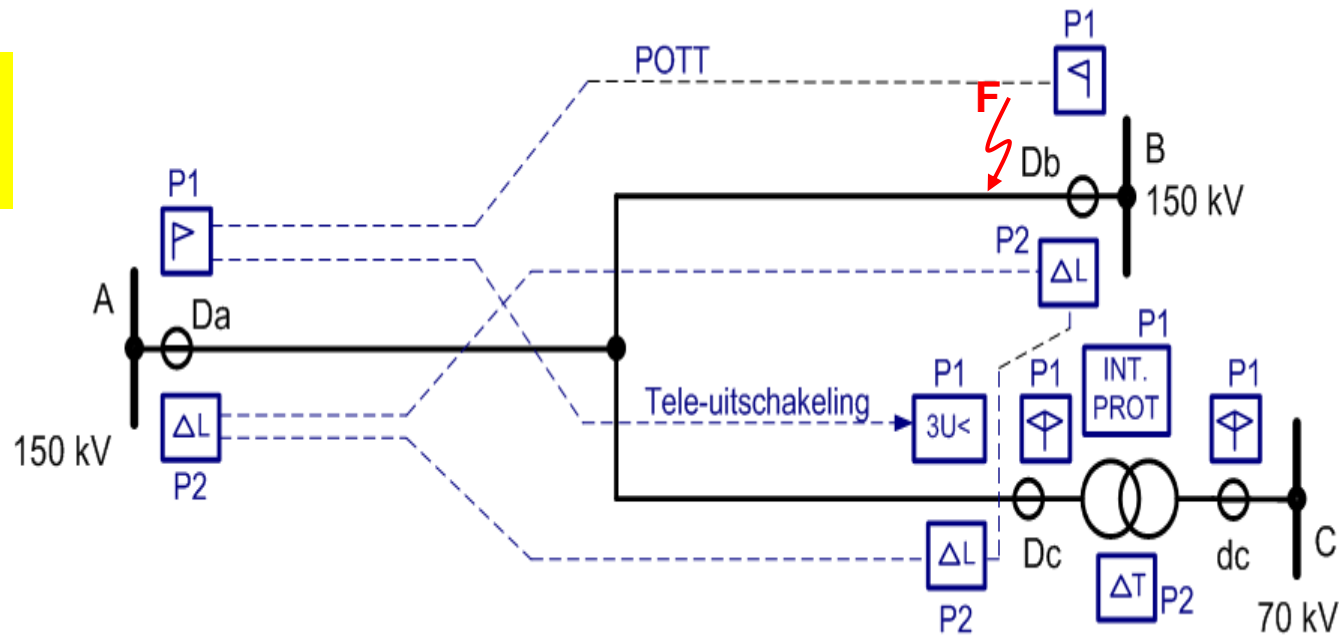 P1
POTT
F
Db
B
150 kV
P1
P2
ΔL
A
Da
P1
INT.
PROT
P1
P1
P1
Tele-uitschakeling
3U<
ΔL
150 kV
P2
ΔL
Dc
dc
C
P2
ΔT
P2
70 kV